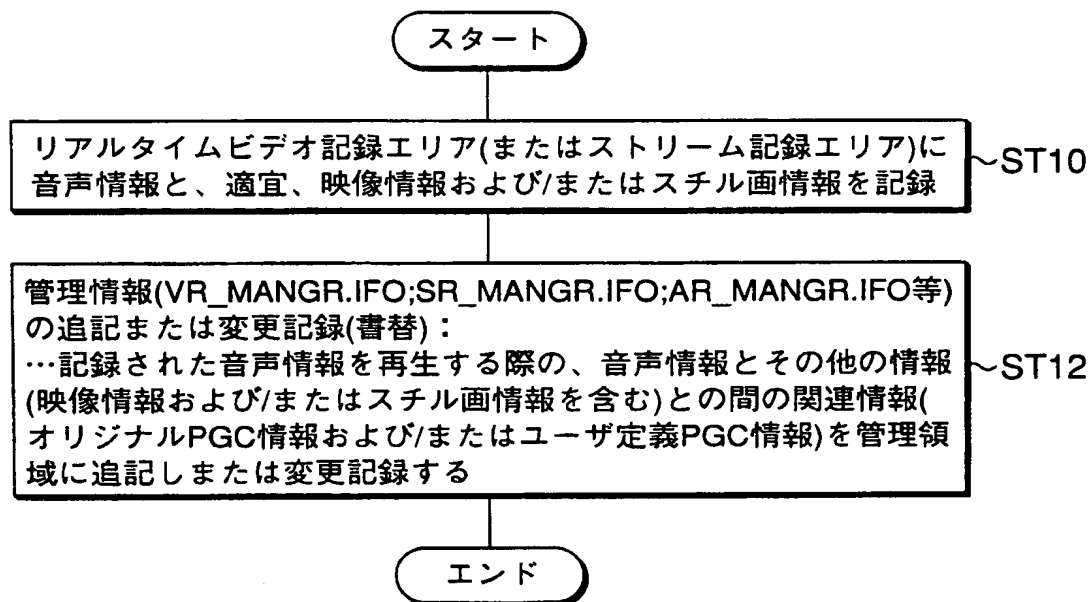 スタート
リアルタイムビデオ記録エリア(またはストリーム記録エリア)に
音声情報と、適宜、映像情報および/またはスチル画情報を記録
~ST10
管理情報(VR_MANGR.IFO;SR_MANGR.IFO;AR_MANGR.IFO等)
の追記または変更記録(書替)：
…記録された音声情報を再生する際の、音声情報とその他の情報
(映像情報および/またはスチル画情報を含む)との間の関連情報(
オリジナルPGC情報および/またはユーザ定義PGC情報)を管理領
域に追記しまたは変更記録する
~ST12
エンド